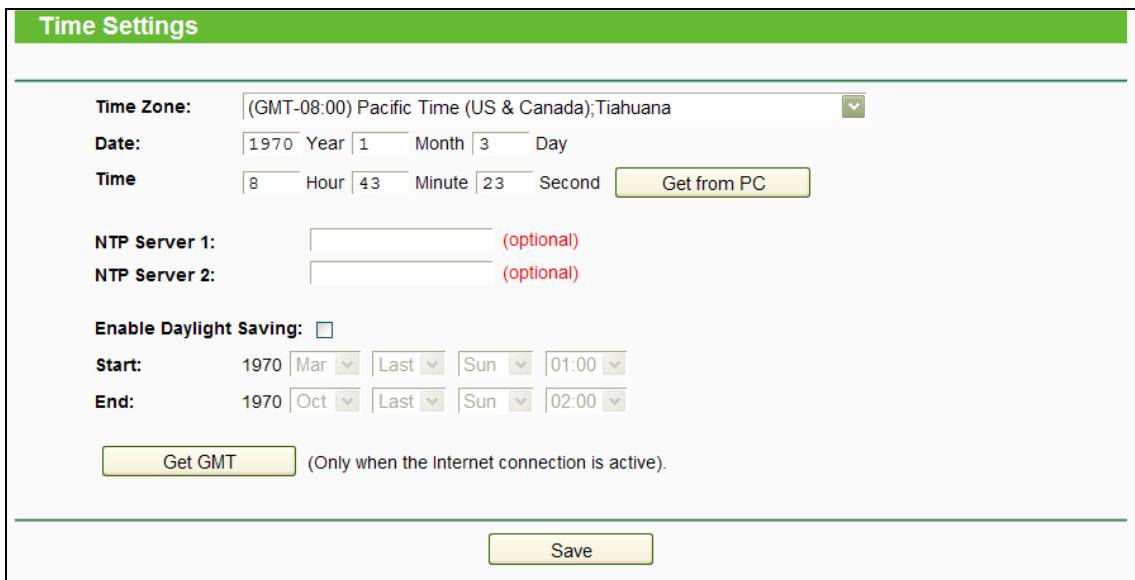 Time Settings
Time Zone: (GMT-08:00) Pacific Time (US & Canada);Tiahuana
Date: 1970 Year 1 Month 3 Day
Time 8 Hour 43 Minute 23 Second Get from PC
NTP Server 1: (optional)
NTP Server 2: (optional)
Enable Daylight Saving:
Start: 1970 Mar Last Sun 01:00
End: 1970 Oct Last Sun 02:00
Get GMT (Only when the Internet connection is active).
Save